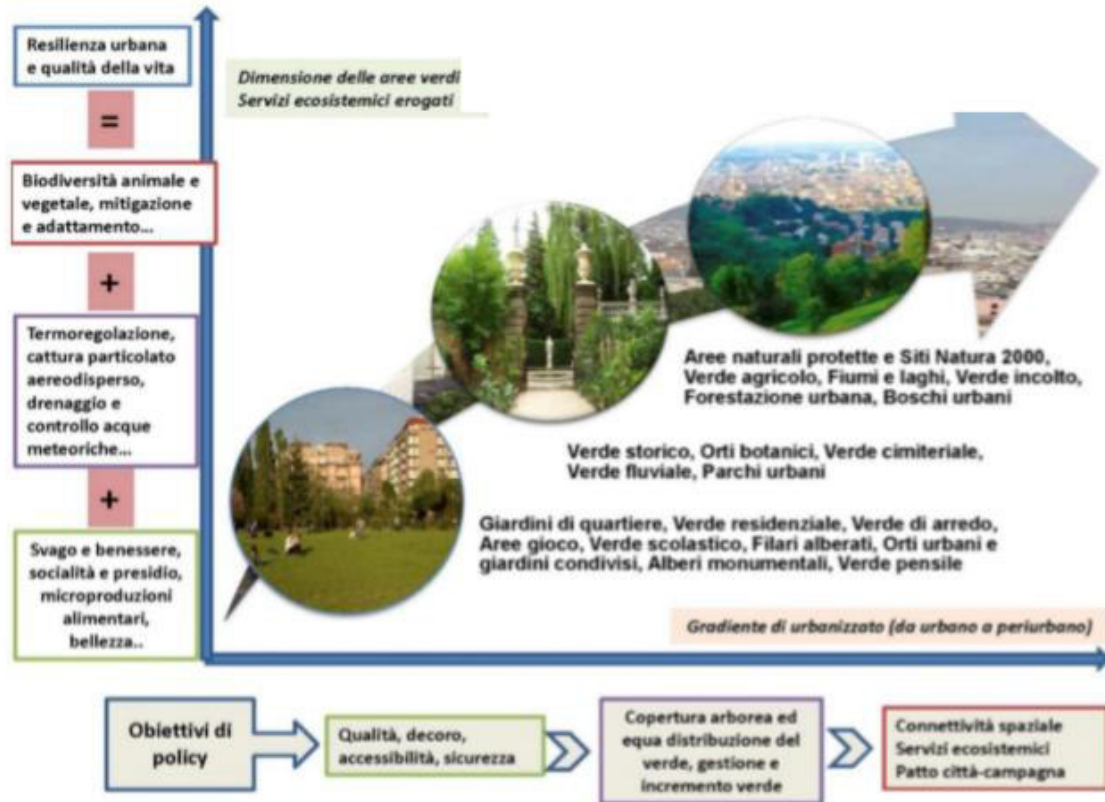 Resilienza urbana
e qualità della vita
=
Biodiversità animale e
vegetale, mitigazione
e adattamento...
+
Termoregolazione,
cattura particolato
aereodisperso,
drenaggio e
controllo acque
meteoriche...
+
Svago e benessere,
socialità e presidio,
microproduzioni
alimentari,
bellezza..
Dimensione delle aree verdi
Servizi ecosistemici erogati
Aree naturali protette e Siti Natura 2000,
Verde agricolo, Fiumi e laghi, Verde incolto,
Forestazione urbana, Boschi urbani
Verde storico, Orti botanici, Verde cimiteriale,
Verde fluviale, Parchi urbani
Giardini di quartiere, Verde residenziale, Verde di arredo,
Aree gioco, Verde scolastico, Filari alberati, Orti urbani e
giardini condivisi, Alberi monumentali, Verde pensile
Gradiente di urbanizzato (da urbano a periurbano)
Obiettivi di
policy
Qualità, decoro,
accessibilità, sicurezza
Copertura arborea ed
equa distribuzione del
verde, gestione e
incremento verde
Connettività spaziale
Servizi ecosistemici
Patto città-campagna